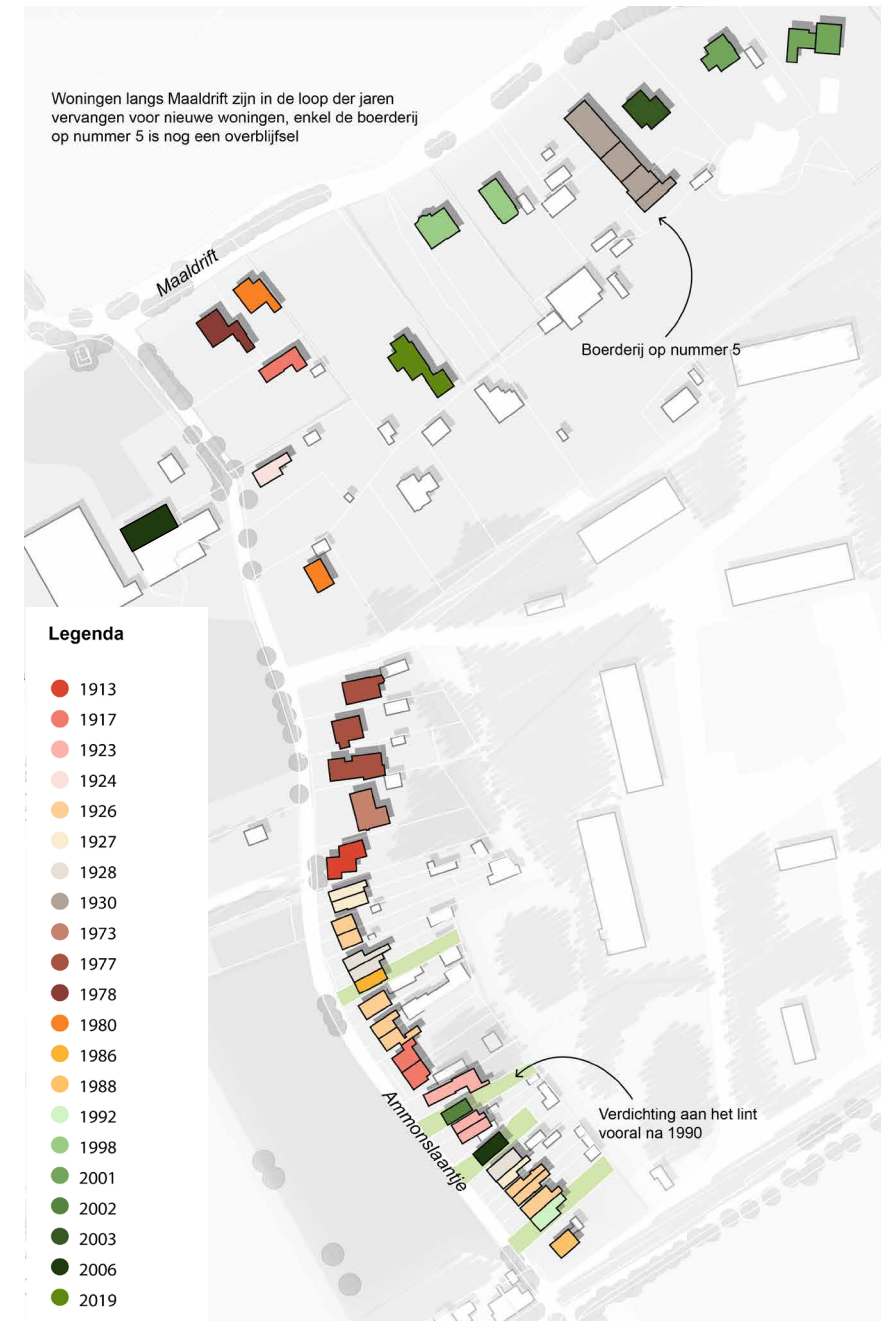 Woningen langs Maaldrift zijn in de loop der jaren
vervangen voor nieuwe woningen, enkel de boerderij
op nummer 5 is nog een overblijfsel
Maaldrift
Boerderij op nummer 5
Legenda
1913
1917
1923
1924
1926
1927
1928
1930
1973
1977
1978
1980
1986
1988
1992
1998
2001
2002
2003
2006
2019
Ammonslaantje
Verdichting aan het lint
vooral na 1990